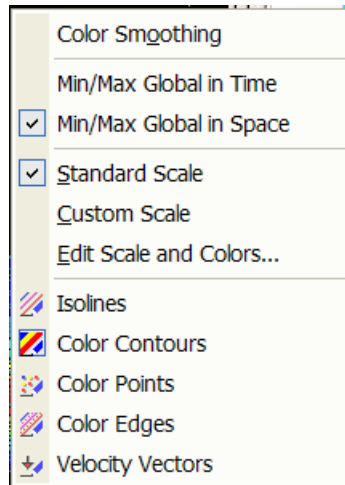 Color Smoothing
Min/Max Global in Time
Min/Max Global in Space
Standard Scale
Custom Scale
Edit Scale and Colors...
Isolines
Color Contours
Color Points
Color Edges
Velocity Vectors